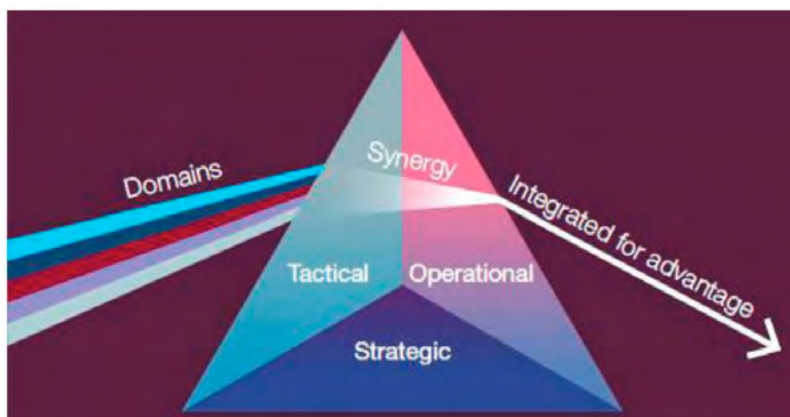 Domains
Synergy
Integrated for advantage
Tactical
Operational
Strategic